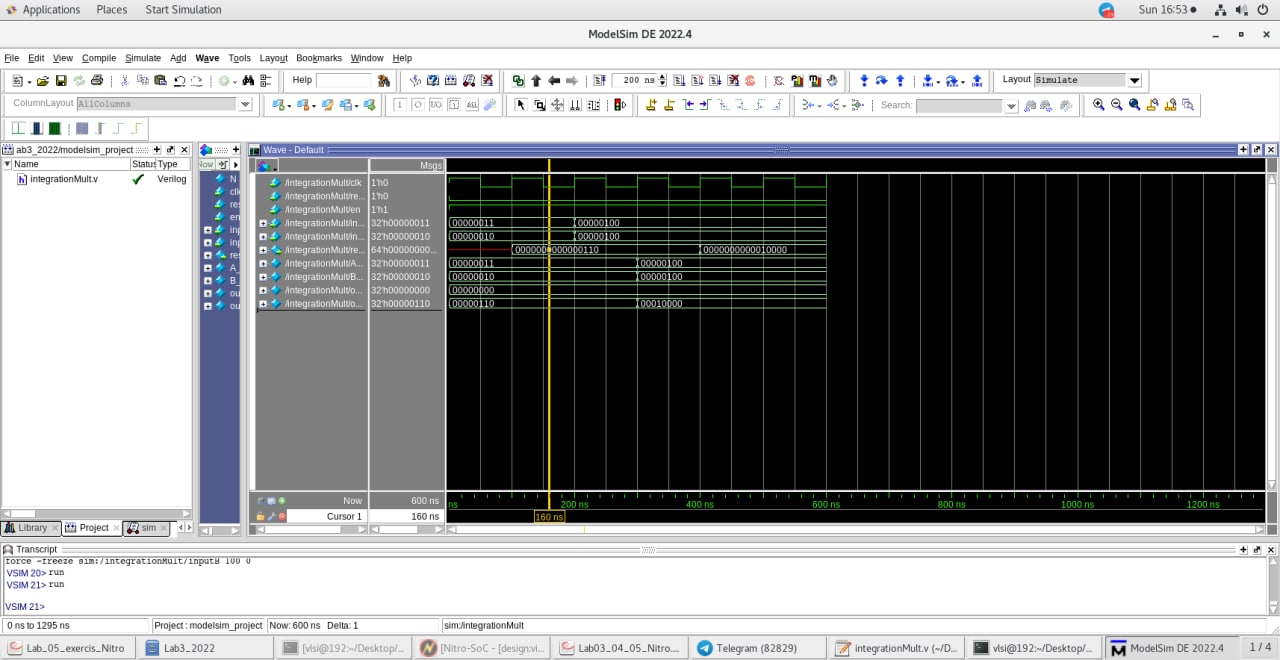 Applications Places Start Simulation Sun 16:53
ModelSim DE 2022.4
File Edit View Compile Simulate Add Wave Tools Layout Bookmarks Window Help
Help 200 ns Layout Simulate
ColumnLayout AllColumns Search:
ab3_2022/modelsim_project Wave - Default
Name Status Type Now Msgs
integrationMult.v Verilog
N
clk
res
en
inp
inp
res
A_
B_
ou
ou
/integrationMult/clk 1'h0
/integrationMult/re... 1'h0
/integrationMult/en 1'h1
/integrationMult/in... 32'h00000011 00000011 00000100
/integrationMult/in... 32'h00000010 00000010 00000100
/integrationMult/re... 64'h00000000... 0000000000000110 0000000000010000
/integrationMult/A... 32'h00000011 00000011 00000100
/integrationMult/B... 32'h00000010 00000010 00000100
/integrationMult/o... 32'h00000000 00000000
/integrationMult/o... 32'h00000110 00000110 00010000
Now 600 ns ns 200 ns 400 ns 600 ns 800 ns 1000 ns 1200 ns
Cursor 1 160 ns 160 ns
Library Project sim
Transcript
force -freeze sim:/integrationMult/inputB 100 0
VSIM 20> run
VSIM 21> run
VSIM 21>
0 ns to 1295 ns Project : modelsim_project Now: 600 ns Delta: 1 sim:/integrationMult
Lab_05_exercis_Nitro Lab3_2022 [vlsi@192:~/Desktop/... [Nitro-SoC - [design:vi... Lab03_04_05_Nitro.... Telegram (82829) integrationMult.v (~/D... vlsi@192:~/Desktop/... ModelSim DE 2022.4 1 / 4